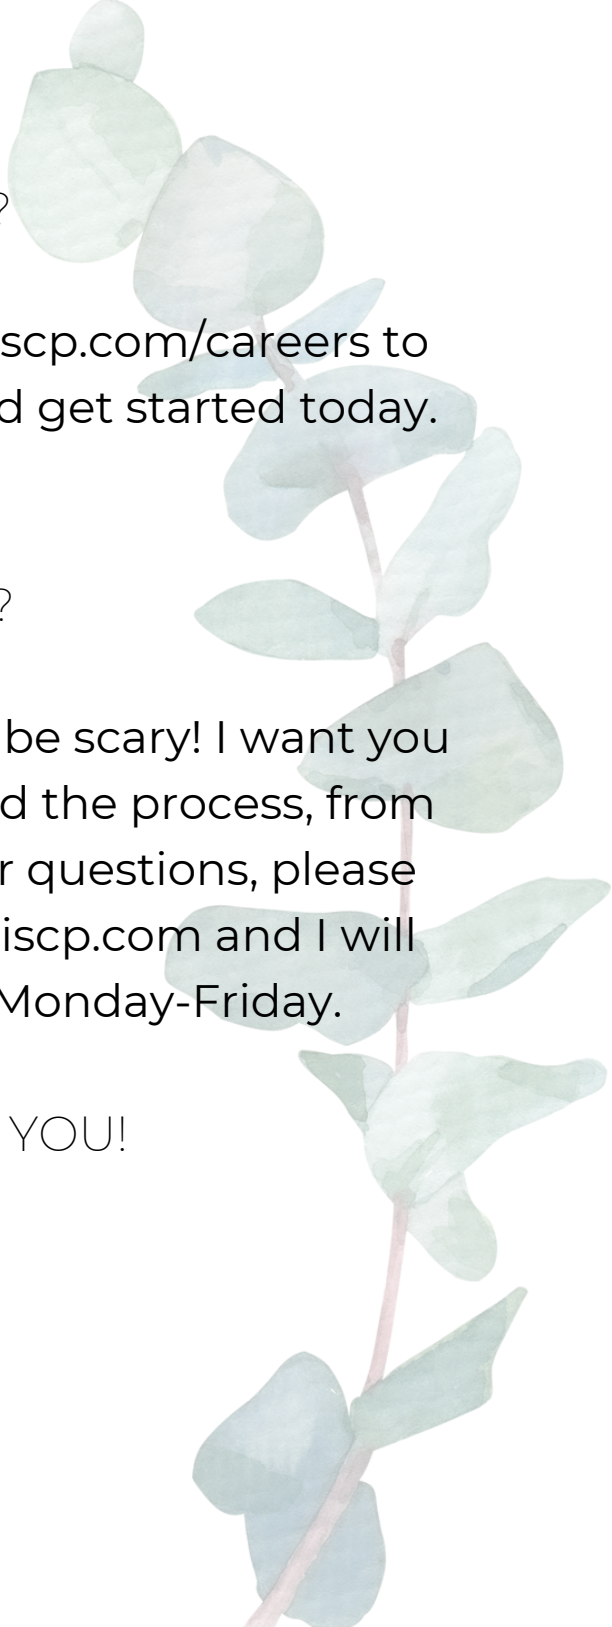 ?
scp.com/careers to
d get started today.
?
be scary! I want you
d the process, from
r questions, please
iscp.com and I will
Monday-Friday.
YOU!